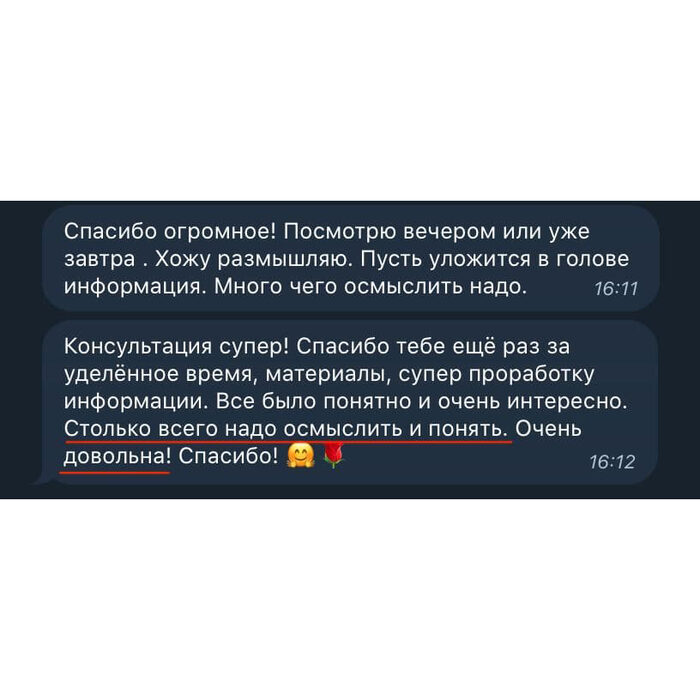 Спасибо огромное! Посмотрю вечером или уже
завтра . Хожу размышляю. Пусть уложится в голове
информация. Много чего осмыслить надо. 16:11
Консультация супер! Спасибо тебе ещё раз за
уделённое время, материалы, супер проработку
информации. Все было понятно и очень интересно.
Столько всего надо осмыслить и понять. Очень
довольна! Спасибо! 🤗🌹 16:12